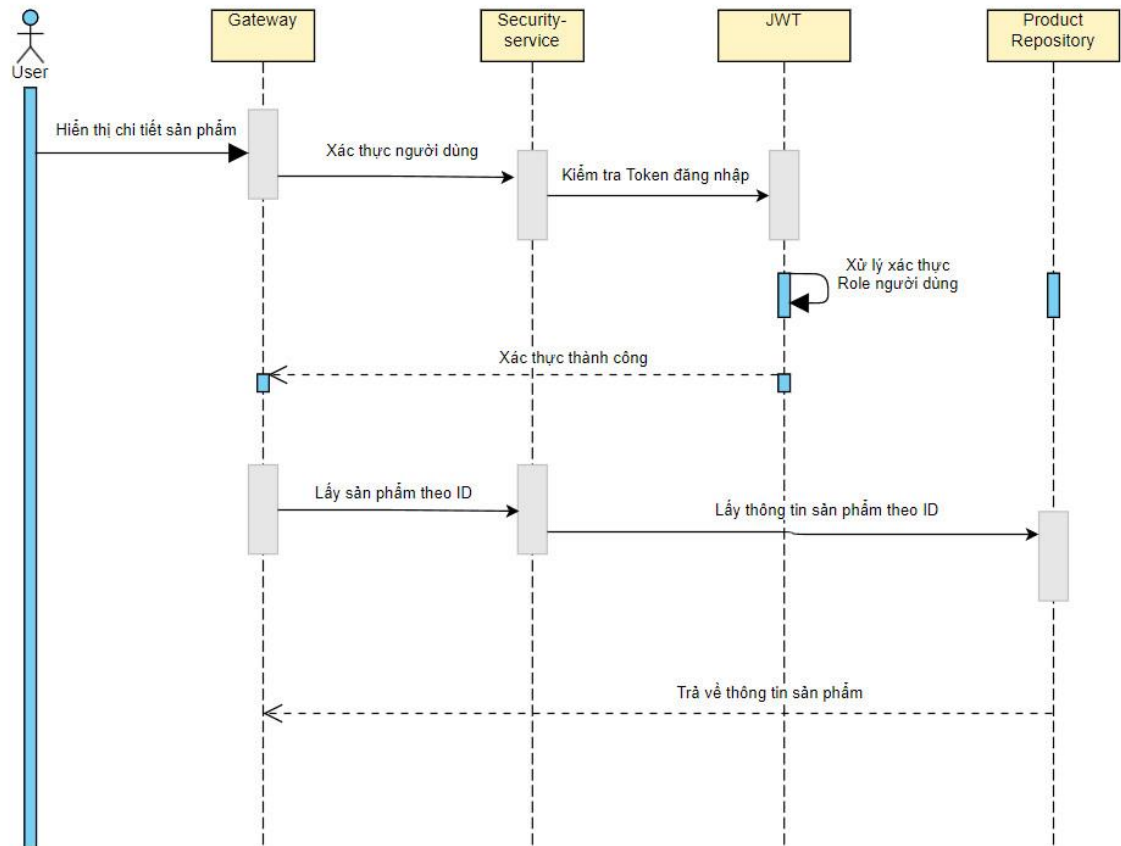 Gateway
Security-
service
JWT
Product
Repository
User
Hiển thị chi tiết sản phẩm
Xác thực người dùng
Kiểm tra Token đăng nhập
Xử lý xác thực
Role người dùng
Xác thực thành công
Lấy sản phẩm theo ID
Lấy thông tin sản phẩm theo ID
Trả về thông tin sản phẩm